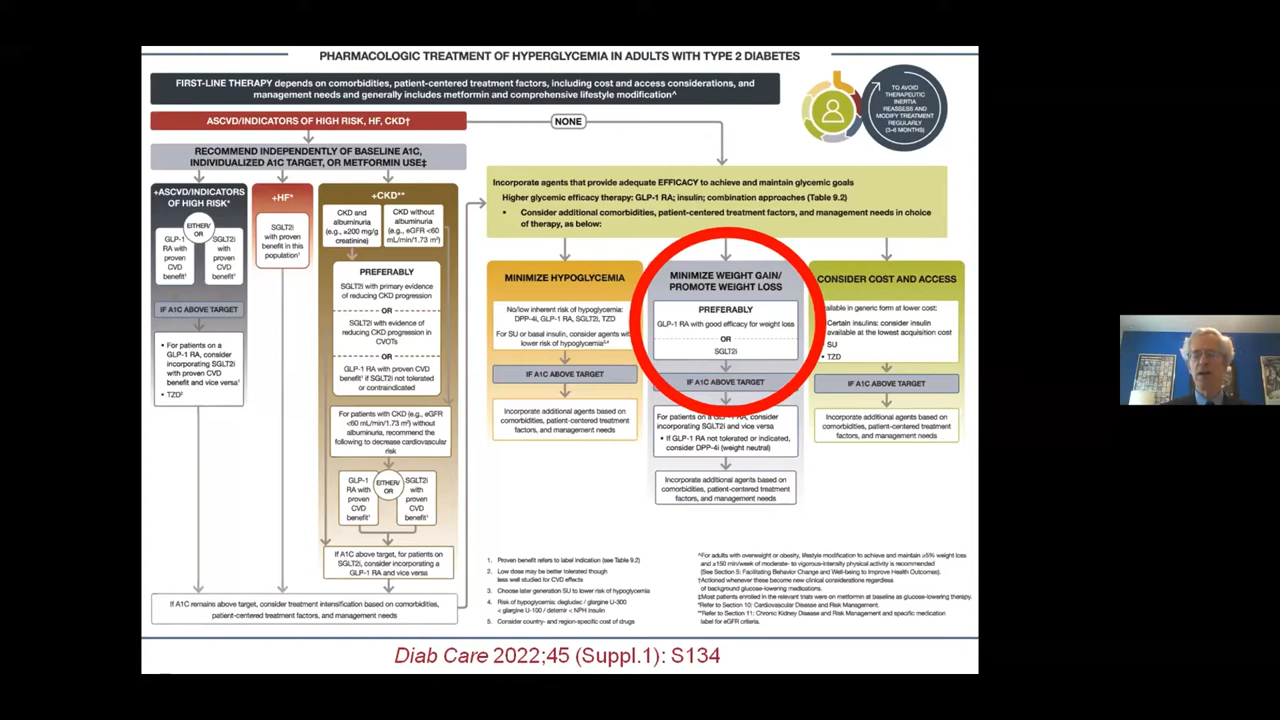 PHARMACOLOGIC TREATMENT OF HYPERGLYCEMIA IN ADULTS WITH TYPE 2 DIABETES
FIRST-LINE THERAPY depends on comorbidities, patient-centered treatment factors, including cost and access considerations, and
management needs and generally includes metformin and comprehensive lifestyle modification^
TO AVOID
THERAPEUTIC
INERTIA
REASSESS AND
MODIFY TREATMENT
REGULARLY
(3-6 MONTHS)
ASCVD/INDICATORS OF HIGH RISK, HF, CKD†
NONE
RECOMMEND INDEPENDENTLY OF BASELINE A1C,
INDIVIDUALIZED A1C TARGET, OR METFORMIN USE‡
+ASCVD/INDICATORS
OF HIGH RISK*
EITHER/
OR
GLP-1
RA with
proven
CVD
benefit¹
SGLT2i
with
proven
CVD
benefit¹
IF A1C ABOVE TARGET
• For patients on a
GLP-1 RA, consider
incorporating SGLT2i
with proven CVD
benefit and vice versa¹
• TZD²
+HF*
SGLT2i
with proven
benefit in this
population¹
+CKD**
CKD and
albuminuria
(e.g., ≥200 mg/g
creatinine)
CKD without
albuminuria
(e.g., eGFR <60
mL/min/1.73 m²)
PREFERABLY
SGLT2i with primary evidence
of reducing CKD progression
OR
SGLT2i with evidence of
reducing CKD progression in
CVOTs
OR
GLP-1 RA with proven CVD
benefit¹ if SGLT2i not tolerated
or contraindicated
For patients with CKD (e.g., eGFR
<60 mL/min/1.73 m²) without
albuminuria, recommend the
following to decrease cardiovascular
risk
GLP-1
RA with
proven
CVD
benefit¹
EITHER/
OR
SGLT2i
with
proven
CVD
benefit¹
If A1C above target, for patients on
SGLT2i, consider incorporating a
GLP-1 RA and vice versa
If A1C remains above target, consider treatment intensification based on comorbidities,
patient-centered treatment factors, and management needs
Incorporate agents that provide adequate EFFICACY to achieve and maintain glycemic goals
Higher glycemic efficacy therapy: GLP-1 RA; insulin; combination approaches (Table 9.2)
• Consider additional comorbidities, patient-centered treatment factors, and management needs in choice
of therapy, as below:
MINIMIZE HYPOGLYCEMIA
No/low inherent risk of hypoglycemia:
DPP-4i, GLP-1 RA, SGLT2i, TZD
For SU or basal insulin, consider agents with
lower risk of hypoglycemia³,⁴
IF A1C ABOVE TARGET
Incorporate additional agents based on
comorbidities, patient-centered treatment
factors, and management needs
MINIMIZE WEIGHT GAIN/
PROMOTE WEIGHT LOSS
PREFERABLY
GLP-1 RA with good efficacy for weight loss
OR
SGLT2i
IF A1C ABOVE TARGET
For patients on a GLP-1 RA, consider
incorporating SGLT2i and vice versa
• If GLP-1 RA not tolerated or indicated,
consider DPP-4i (weight neutral)
Incorporate additional agents based on
comorbidities, patient-centered treatment
factors, and management needs
CONSIDER COST AND ACCESS
in generic form at lower cost:
Certain insulins: consider insulin
available at the lowest acquisition cost
• SU
• TZD
IF A1C ABOVE TARGET
Incorporate additional agents based on
comorbidities, patient-centered treatment
factors, and management needs
1. Proven benefit refers to label indication (see Table 9.2)
2. Low dose may be better tolerated though
less well studied for CVD effects
3. Choose later generation SU to lower risk of hypoglycemia
4. Risk of hypoglycemia: degludec / glargine U-300
< glargine U-100 / detemir < NPH insulin
5. Consider country- and region-specific cost of drugs
^For adults with overweight or obesity, lifestyle modification to achieve and maintain ≥5% weight loss
and ≥150 min/week of moderate- to vigorous-intensity physical activity is recommended
(See Section 5: Facilitating Behavior Change and Well-being to Improve Health Outcomes).
†Actioned whenever these become new clinical considerations regardless
of background glucose-lowering medications.
‡Most patients enrolled in the relevant trials were on metformin at baseline as glucose-lowering therapy.
*Refer to Section 10: Cardiovascular Disease and Risk Management.
**Refer to Section 11: Chronic Kidney Disease and Risk Management and specific medication
label for eGFR criteria.
Diab Care 2022;45 (Suppl.1): S134